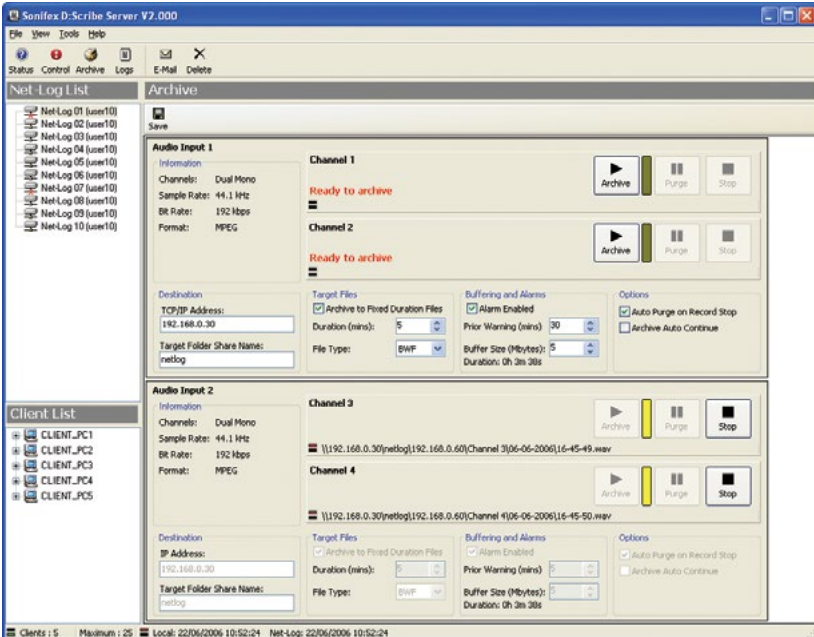 Sonifex D:Scribe Server V2.000
File View Tools Help
Status Control Archive Logs E-Mail Delete
Net-Log List
Net-Log 01 (user10)
Net-Log 02 (user10)
Net-Log 03 (user10)
Net-Log 04 (user10)
Net-Log 05 (user10)
Net-Log 06 (user10)
Net-Log 07 (user10)
Net-Log 08 (user10)
Net-Log 09 (user10)
Net-Log 10 (user10)
Client List
CLIENT_PC1
CLIENT_PC2
CLIENT_PC3
CLIENT_PC4
CLIENT_PC5
Archive
Save
Audio Input 1
Information
Channels: Dual Mono
Sample Rate: 44.1 kHz
Bit Rate: 192 kbps
Format: MPEG
Channel 1
Ready to archive
Archive Purge Stop
Channel 2
Ready to archive
Archive Purge Stop
Destination
TCP/IP Address:
192.168.0.30
Target Folder Share Name:
netlog
Target Files
Archive to Fixed Duration Files
Duration (mins): 5
File Type: BWF
Buffering and Alarms
Alarm Enabled
Prior Warning (mins) 30
Buffer Size (Mbytes): 5
Duration: 0h 3m 38s
Options
Auto Purge on Record Stop
Archive Auto Continue
Audio Input 2
Information
Channels: Dual Mono
Sample Rate: 44.1 kHz
Bit Rate: 192 kbps
Format: MPEG
Channel 3
Archive Purge Stop
\\192.168.0.30\netlog\192.168.0.60\Channel 3\06-06-2006\16-45-49.wav
Channel 4
Archive Purge Stop
\\192.168.0.30\netlog\192.168.0.60\Channel 4\06-06-2006\16-45-50.wav
Destination
IP Address:
192.168.0.30
Target Folder Share Name:
netlog
Target Files
Archive to Fixed Duration Files
Duration (mins): 5
File Type: BWF
Buffering and Alarms
Alarm Enabled
Prior Warning (mins) 5
Buffer Size (Mbytes): 5
Duration: 0h 3m 38s
Options
Auto Purge on Record Stop
Archive Auto Continue
Clients : 5 Maximum : 25 Local: 22/06/2006 10:52:24 Net-Log: 22/06/2006 10:52:24